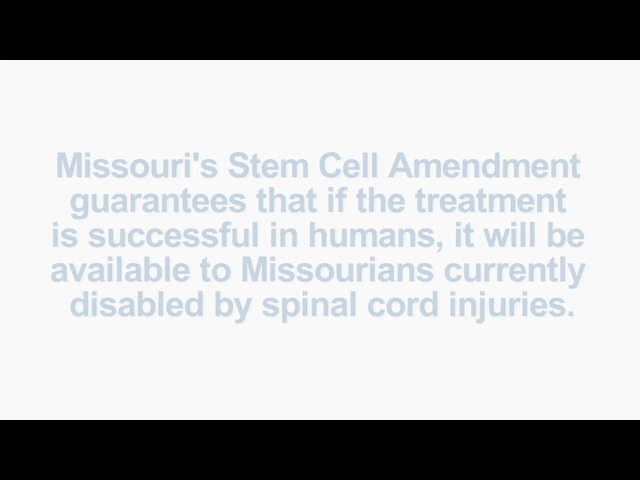 Missouri's Stem Cell Amendment
guarantees that if the treatment
is successful in humans, it will be
available to Missourians currently
disabled by spinal cord injuries.